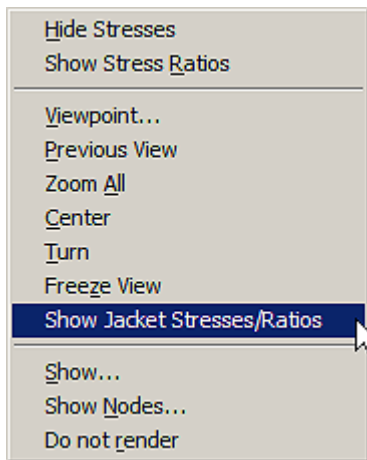 Hide Stresses
Show Stress Ratios
Viewpoint...
Previous View
Zoom All
Center
Turn
Freeze View
Show Jacket Stresses/Ratios
Show...
Show Nodes...
Do not render